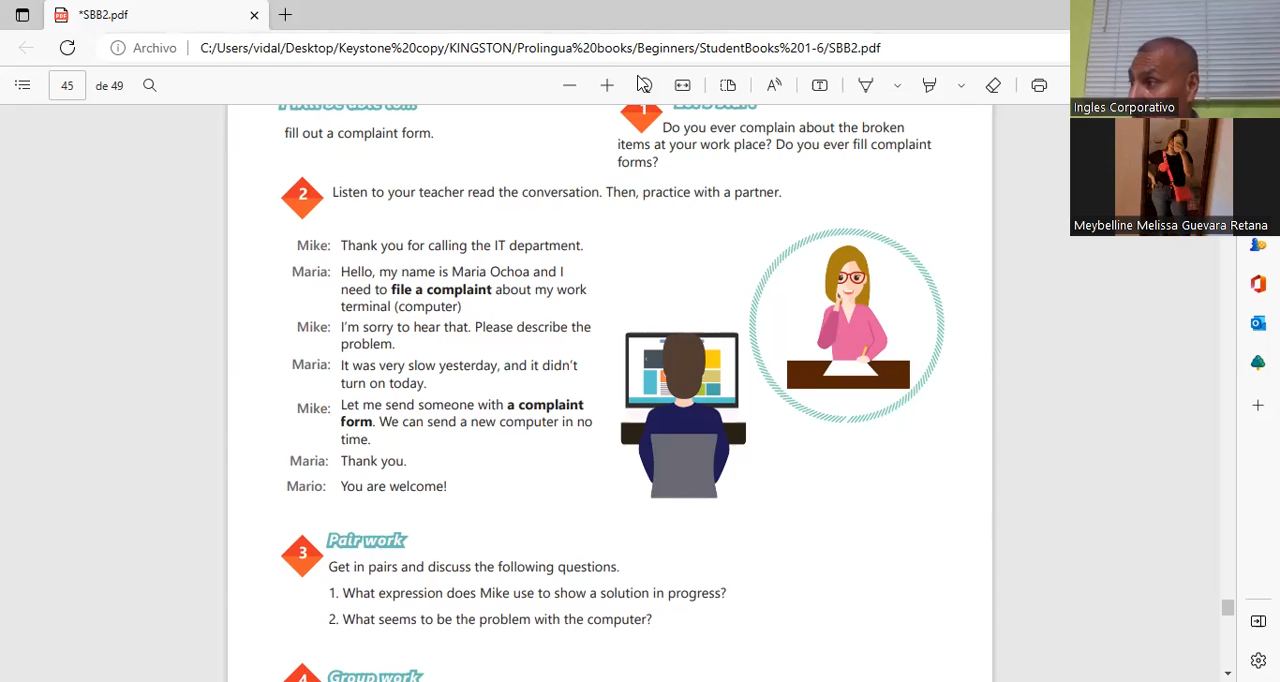 *SBB2.pdf
Archivo
C:/Users/vidal/Desktop/Keystone%20copy/KINGSTON/Prolingua%20books/Beginners/StudentBooks%201-6/SBB2.pdf
45
de 49
Ingles Corporativo
Meybelline Melissa Guevara Retana
fill out a complaint form.
1
Do you ever complain about the broken
items at your work place? Do you ever fill complaint
forms?
2
Listen to your teacher read the conversation. Then, practice with a partner.
Mike: Thank you for calling the IT department.
Maria: Hello, my name is Maria Ochoa and I
need to file a complaint about my work
terminal (computer)
Mike: I'm sorry to hear that. Please describe the
problem.
Maria: It was very slow yesterday, and it didn't
turn on today.
Mike: Let me send someone with a complaint
form. We can send a new computer in no
time.
Maria: Thank you.
Mario: You are welcome!
3
Pair work
Get in pairs and discuss the following questions.
1. What expression does Mike use to show a solution in progress?
2. What seems to be the problem with the computer?
4
Group work